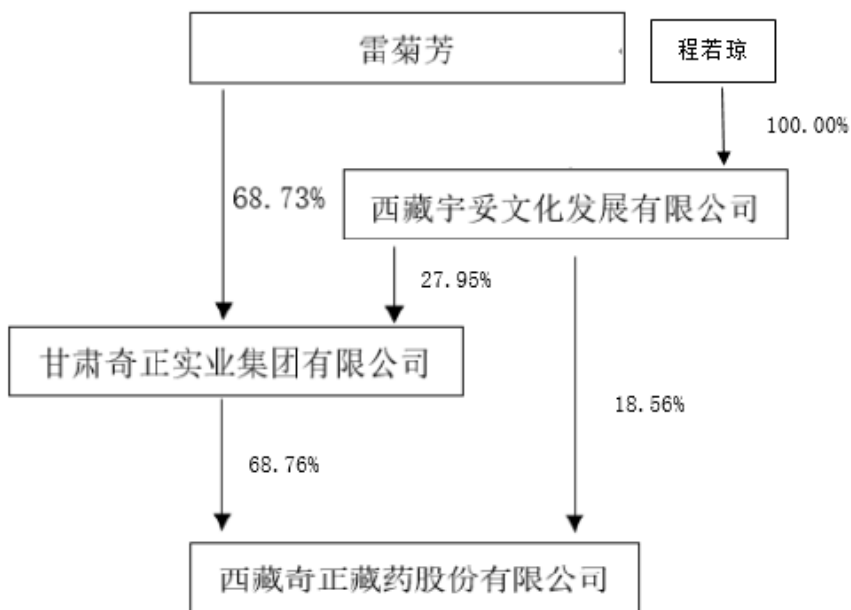 雷菊芳
程若琼
100.00%
68.73%
西藏宇妥文化发展有限公司
27.95%
甘肃奇正实业集团有限公司
18.56%
68.76%
西藏奇正藏药股份有限公司